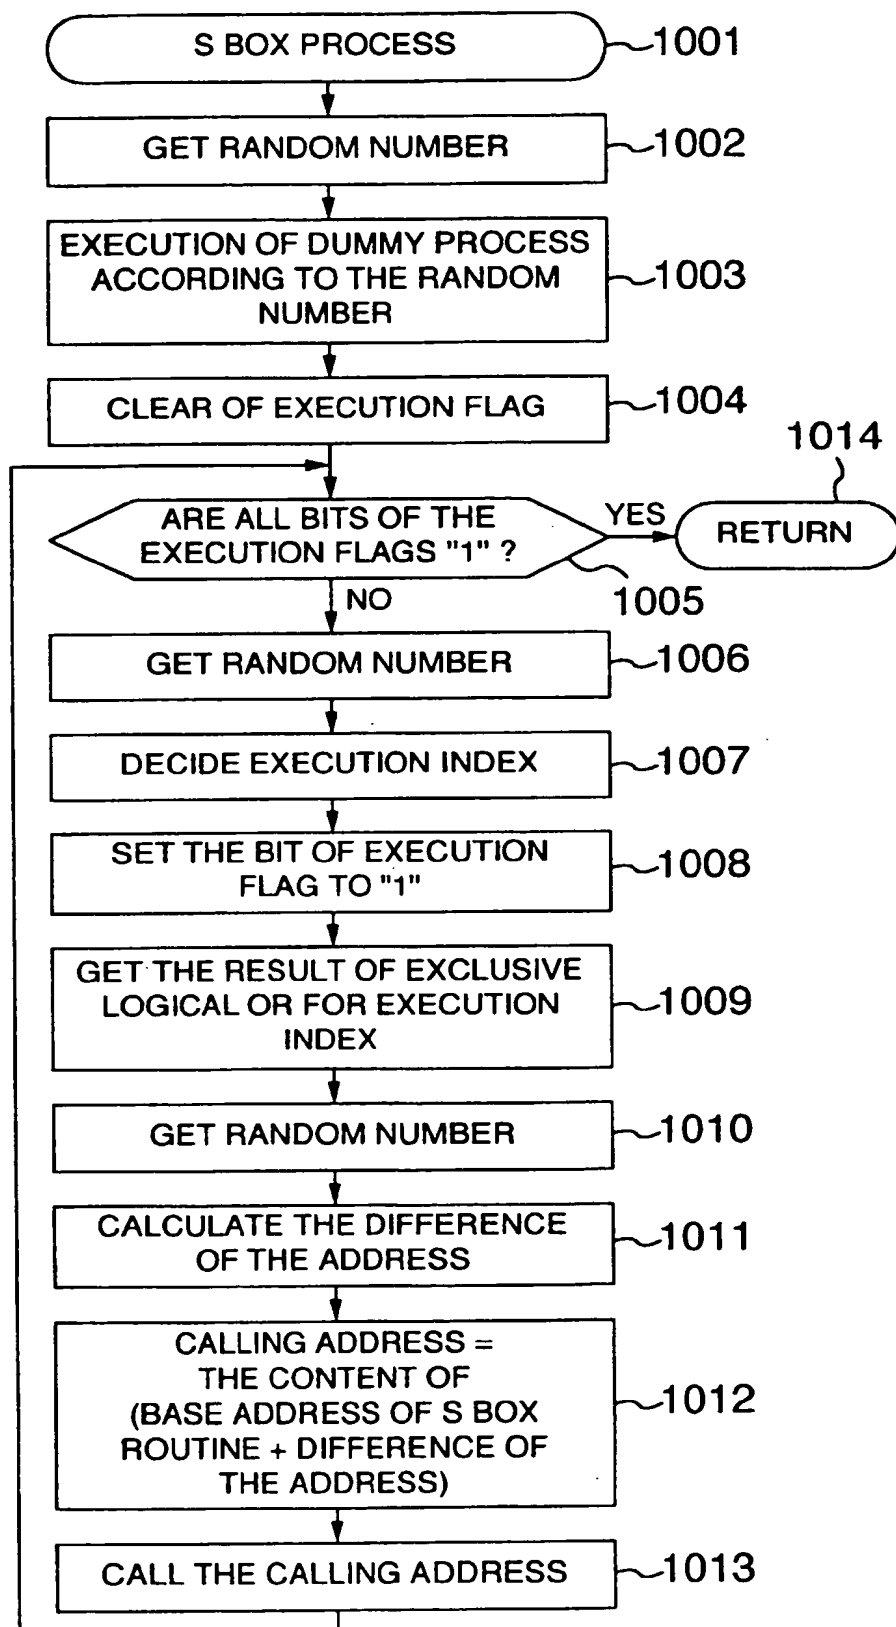 S BOX PROCESS
1001
GET RANDOM NUMBER
1002
EXECUTION OF DUMMY PROCESS
ACCORDING TO THE RANDOM
NUMBER
1003
CLEAR OF EXECUTION FLAG
1004
1014
ARE ALL BITS OF THE
EXECUTION FLAGS "1" ?
YES
RETURN
1005
NO
GET RANDOM NUMBER
1006
DECIDE EXECUTION INDEX
1007
SET THE BIT OF EXECUTION
FLAG TO "1"
1008
GET THE RESULT OF EXCLUSIVE
LOGICAL OR FOR EXECUTION
INDEX
1009
GET RANDOM NUMBER
1010
CALCULATE THE DIFFERENCE
OF THE ADDRESS
1011
CALLING ADDRESS =
THE CONTENT OF
(BASE ADDRESS OF S BOX
ROUTINE + DIFFERENCE OF
THE ADDRESS)
1012
CALL THE CALLING ADDRESS
1013